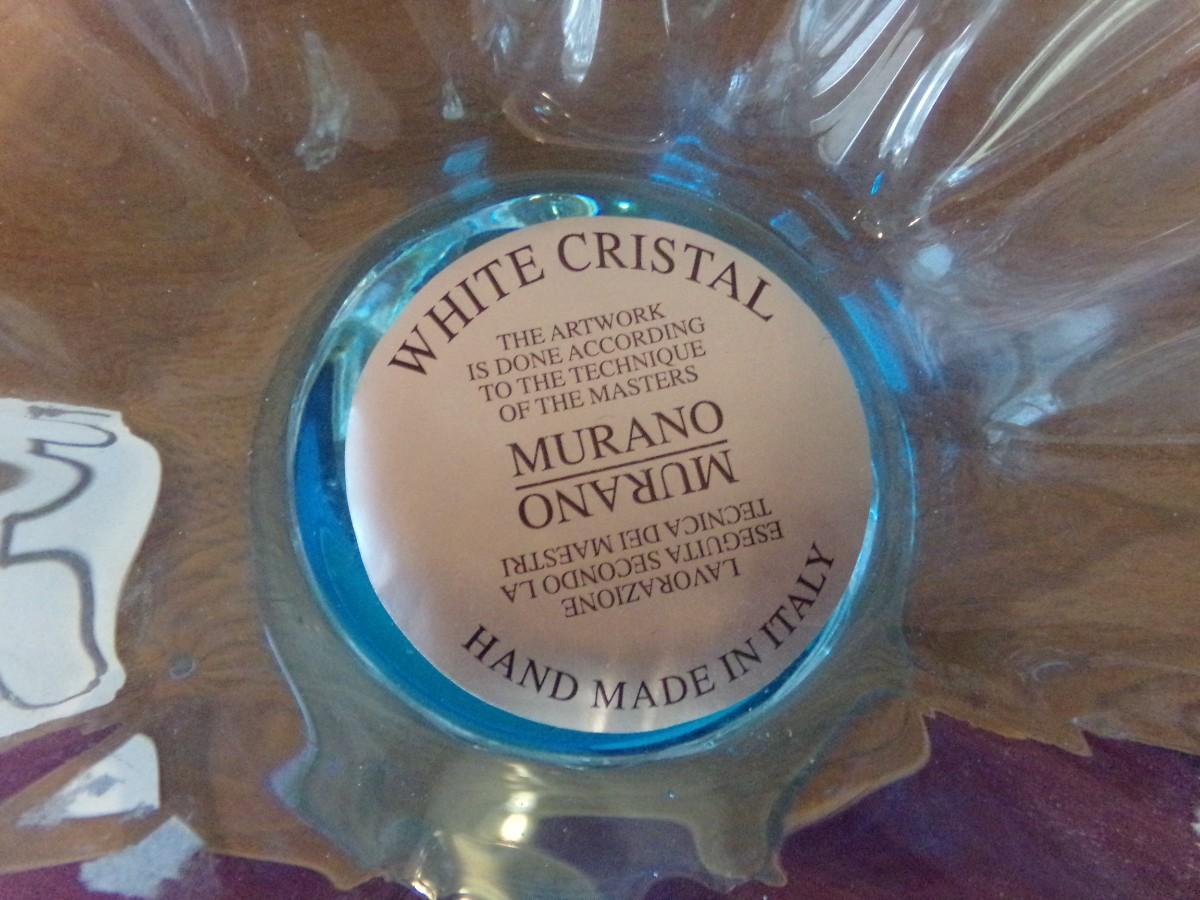 WHITE CRISTAL
THE ARTWORK
IS DONE ACCORDING
TO THE TECHNIQUE
OF THE MASTERS
MURANO
MURANO
LAVORAZIONE
ESEGUITA SECONDO LA
TECNICA DEI MAESTRI
HAND MADE IN ITALY